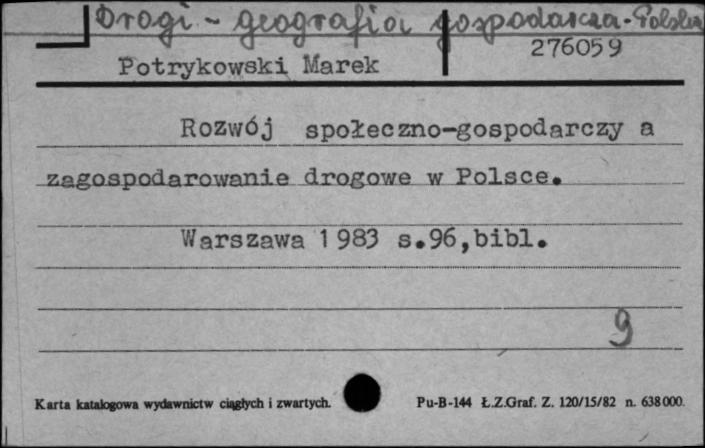 Drogi - geografia gospodarcza - Polska
276059
Potrykowski Marek
Rozwój społeczno-gospodarczy a
zagospodarowanie drogowe w Polsce.
Warszawa 1983 s.96,bibl.
9
Karta katalogowa wydawnictw ciągłych i zwartych. Pu-B-144 Ł.Z.Graf. Z. 120/15/82 n. 638000.